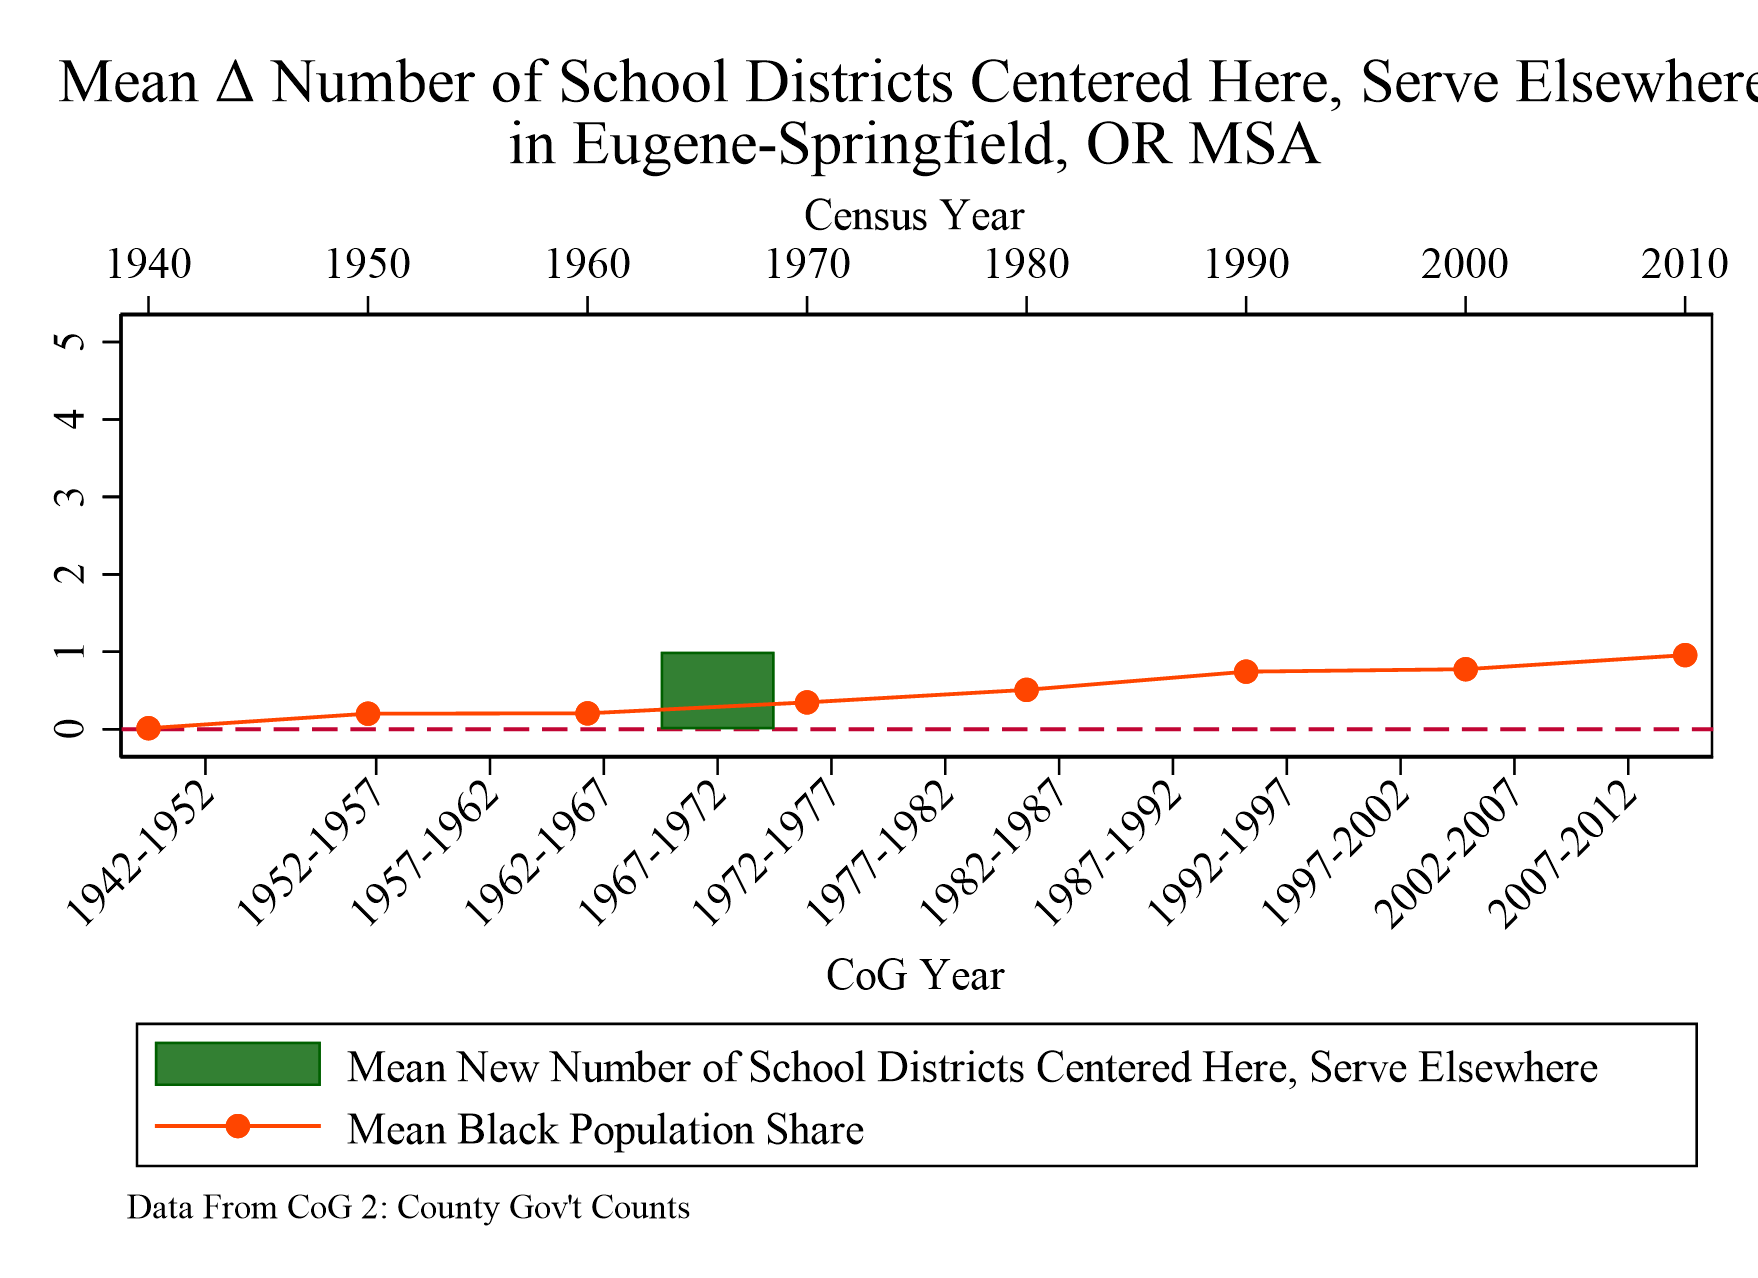 Mean Δ Number of School Districts Centered Here, Serve Elsewhere
in Eugene-Springfield, OR MSA
Census Year
1940 1950 1960 1970 1980 1990 2000 2010
5
4
3
2
1
0
1942-1952 1952-1957 1957-1962 1962-1967 1967-1972 1972-1977 1977-1982 1982-1987 1987-1992 1992-1997 1997-2002 2002-2007 2007-2012
CoG Year
Mean New Number of School Districts Centered Here, Serve Elsewhere
Mean Black Population Share
Data From CoG 2: County Gov't Counts